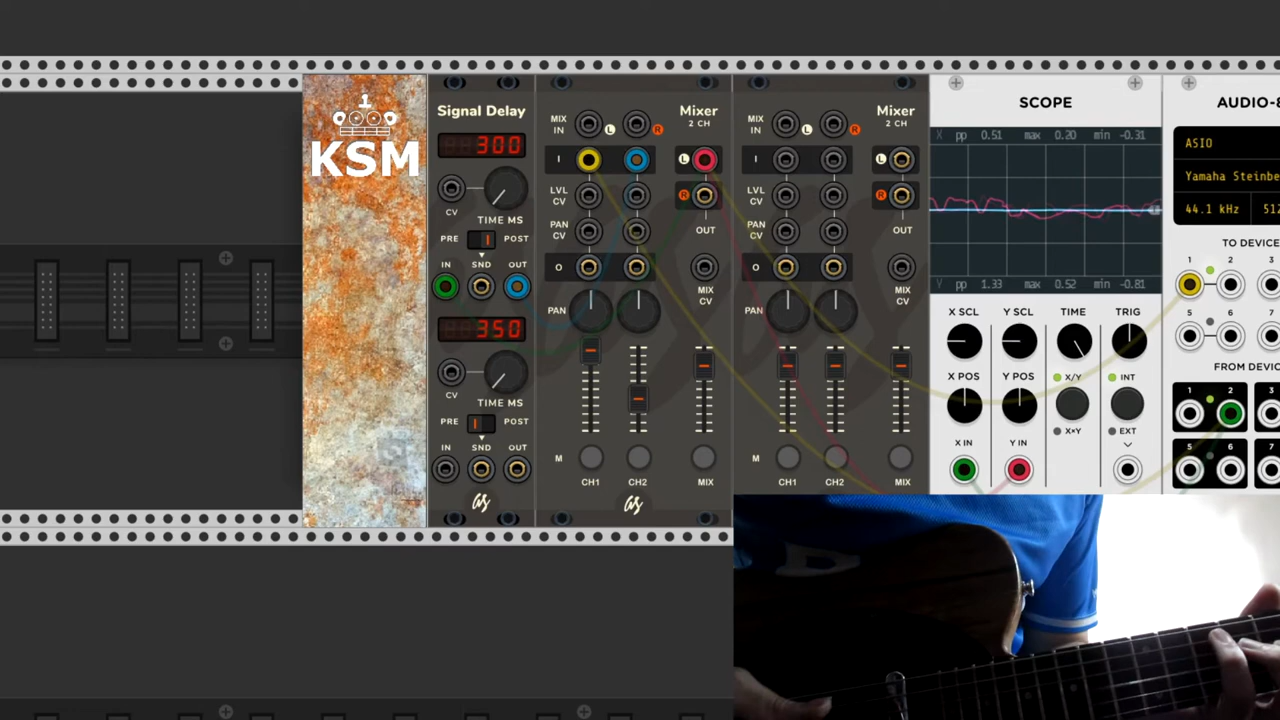 1
KSM
Signal Delay
300
CV
TIME MS
PRE
POST
IN
SND
OUT
350
CV
TIME MS
PRE
POST
IN
SND
OUT
as
MIX
IN
L
R
Mixer
2 CH
I
L
LVL
CV
R
PAN
CV
OUT
O
MIX
CV
PAN
M
CH1
CH2
MIX
as
MIX
IN
L
R
Mixer
2 CH
I
L
LVL
CV
R
PAN
CV
OUT
O
MIX
CV
PAN
M
CH1
CH2
MIX
SCOPE
X pp 0.51 max 0.20 min -0.31
Y pp 1.33 max 0.52 min -0.81
X SCL
Y SCL
TIME
TRIG
X POS
Y POS
X/Y
INT
X×Y
EXT
X IN
Y IN
AUDIO-8
ASIO
Yamaha Steinbe
44.1 kHz
512
TO DEVICE
1
2
3
5
6
7
FROM DEVIC
1
2
3
5
6
7